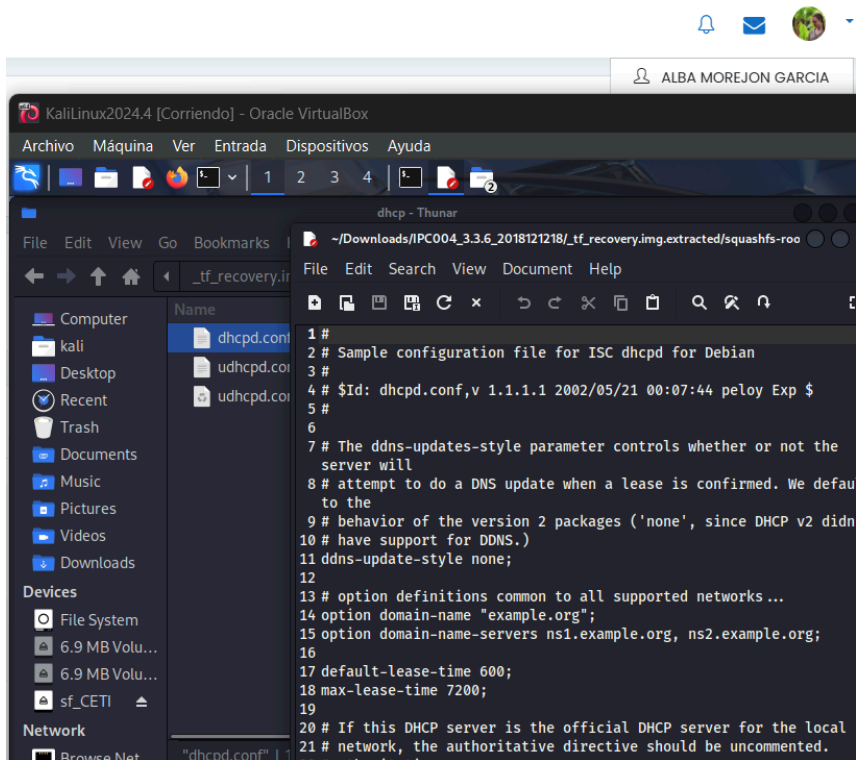 ALBA MOREJON GARCIA
KaliLinux2024.4 [Corriendo] - Oracle VirtualBox
Archivo Máquina Ver Entrada Dispositivos Ayuda
1 2 3 4
2
dhcp - Thunar
File Edit View Go Bookmarks
_tf_recovery.ir
Computer
kali
Desktop
Recent
Trash
Documents
Music
Pictures
Videos
Downloads
Devices
File System
6.9 MB Volu...
6.9 MB Volu...
sf_CETI
Network
Browse Net
Name
dhcpd.conf
udhcpd.co
udhcpd.co
"dhcpd.conf" | 1
~/Downloads/IPC004_3.3.6_2018121218/_tf_recovery.img.extracted/squashfs-roo
File Edit Search View Document Help
1 #
2 # Sample configuration file for ISC dhcpd for Debian
3 #
4 # $Id: dhcpd.conf,v 1.1.1.1 2002/05/21 00:07:44 peloy Exp $
5 #
6
7 # The ddns-updates-style parameter controls whether or not the
server will
8 # attempt to do a DNS update when a lease is confirmed. We defau
to the
9 # behavior of the version 2 packages ('none', since DHCP v2 didn
10 # have support for DDNS.)
11 ddns-update-style none;
12
13 # option definitions common to all supported networks...
14 option domain-name "example.org";
15 option domain-name-servers ns1.example.org, ns2.example.org;
16
17 default-lease-time 600;
18 max-lease-time 7200;
19
20 # If this DHCP server is the official DHCP server for the local
21 # network, the authoritative directive should be uncommented.